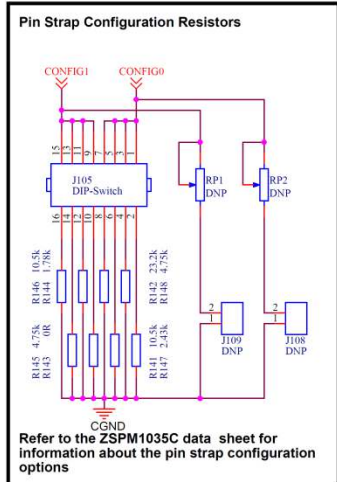 Pin Strap Configuration Resistors
CONFIG1
CONFIG0
15
13
11
9
7
5
3
1
J105
DIP-Switch
16
14
12
10
8
6
4
2
RP1
DNP
RP2
DNP
R146 10.5k
R144 1.78k
R142 23.2k
R148 4.75k
R145 4.75k
R143 0R
R141 10.5k
R147 2.43k
2
1
J109
DNP
2
1
J108
DNP
CGND
Refer to the ZSPM1035C data sheet for
information about the pin strap configuration
options